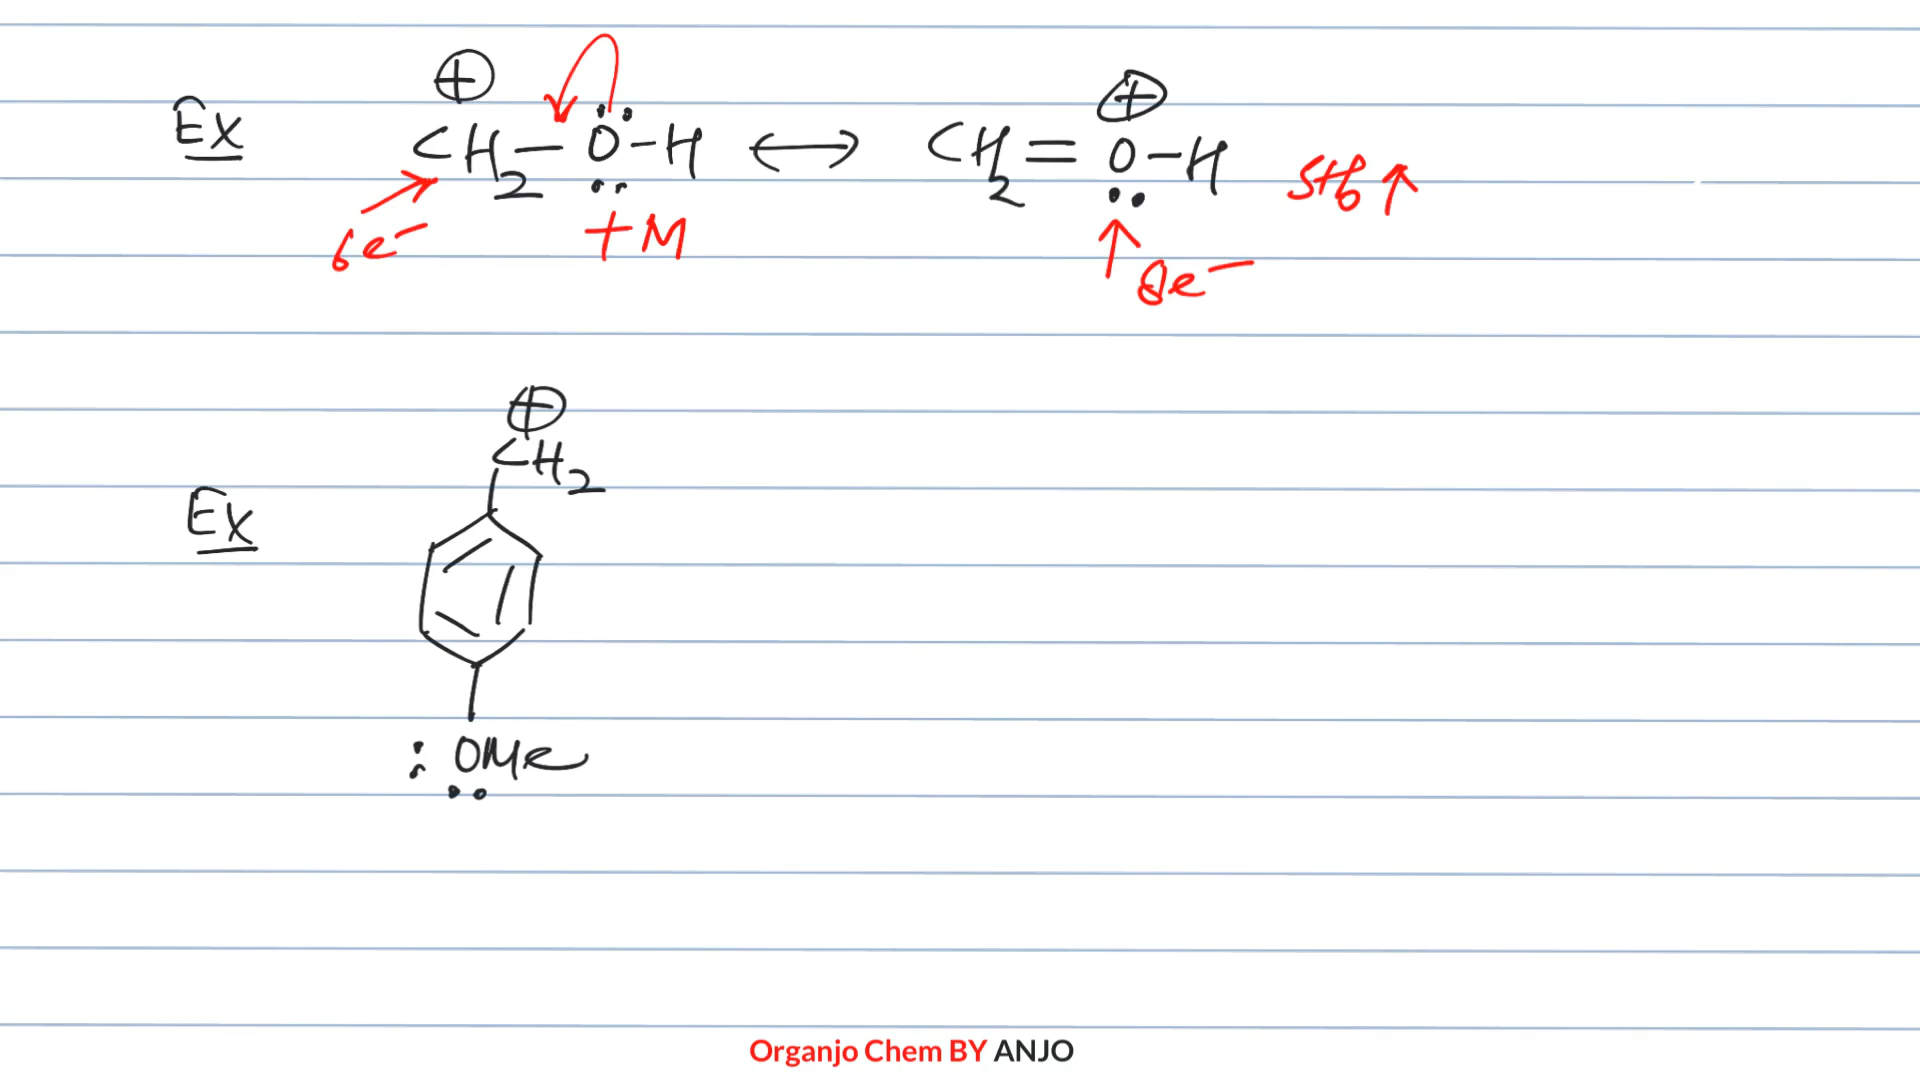 Ex ⊕ CH2–Ö–H ⟷ CH2=O–H ⊕ Stb ↑
6e⁻ +M 8e⁻
⊕
CH2
Ex
: OMe
Organjo Chem BY ANJO